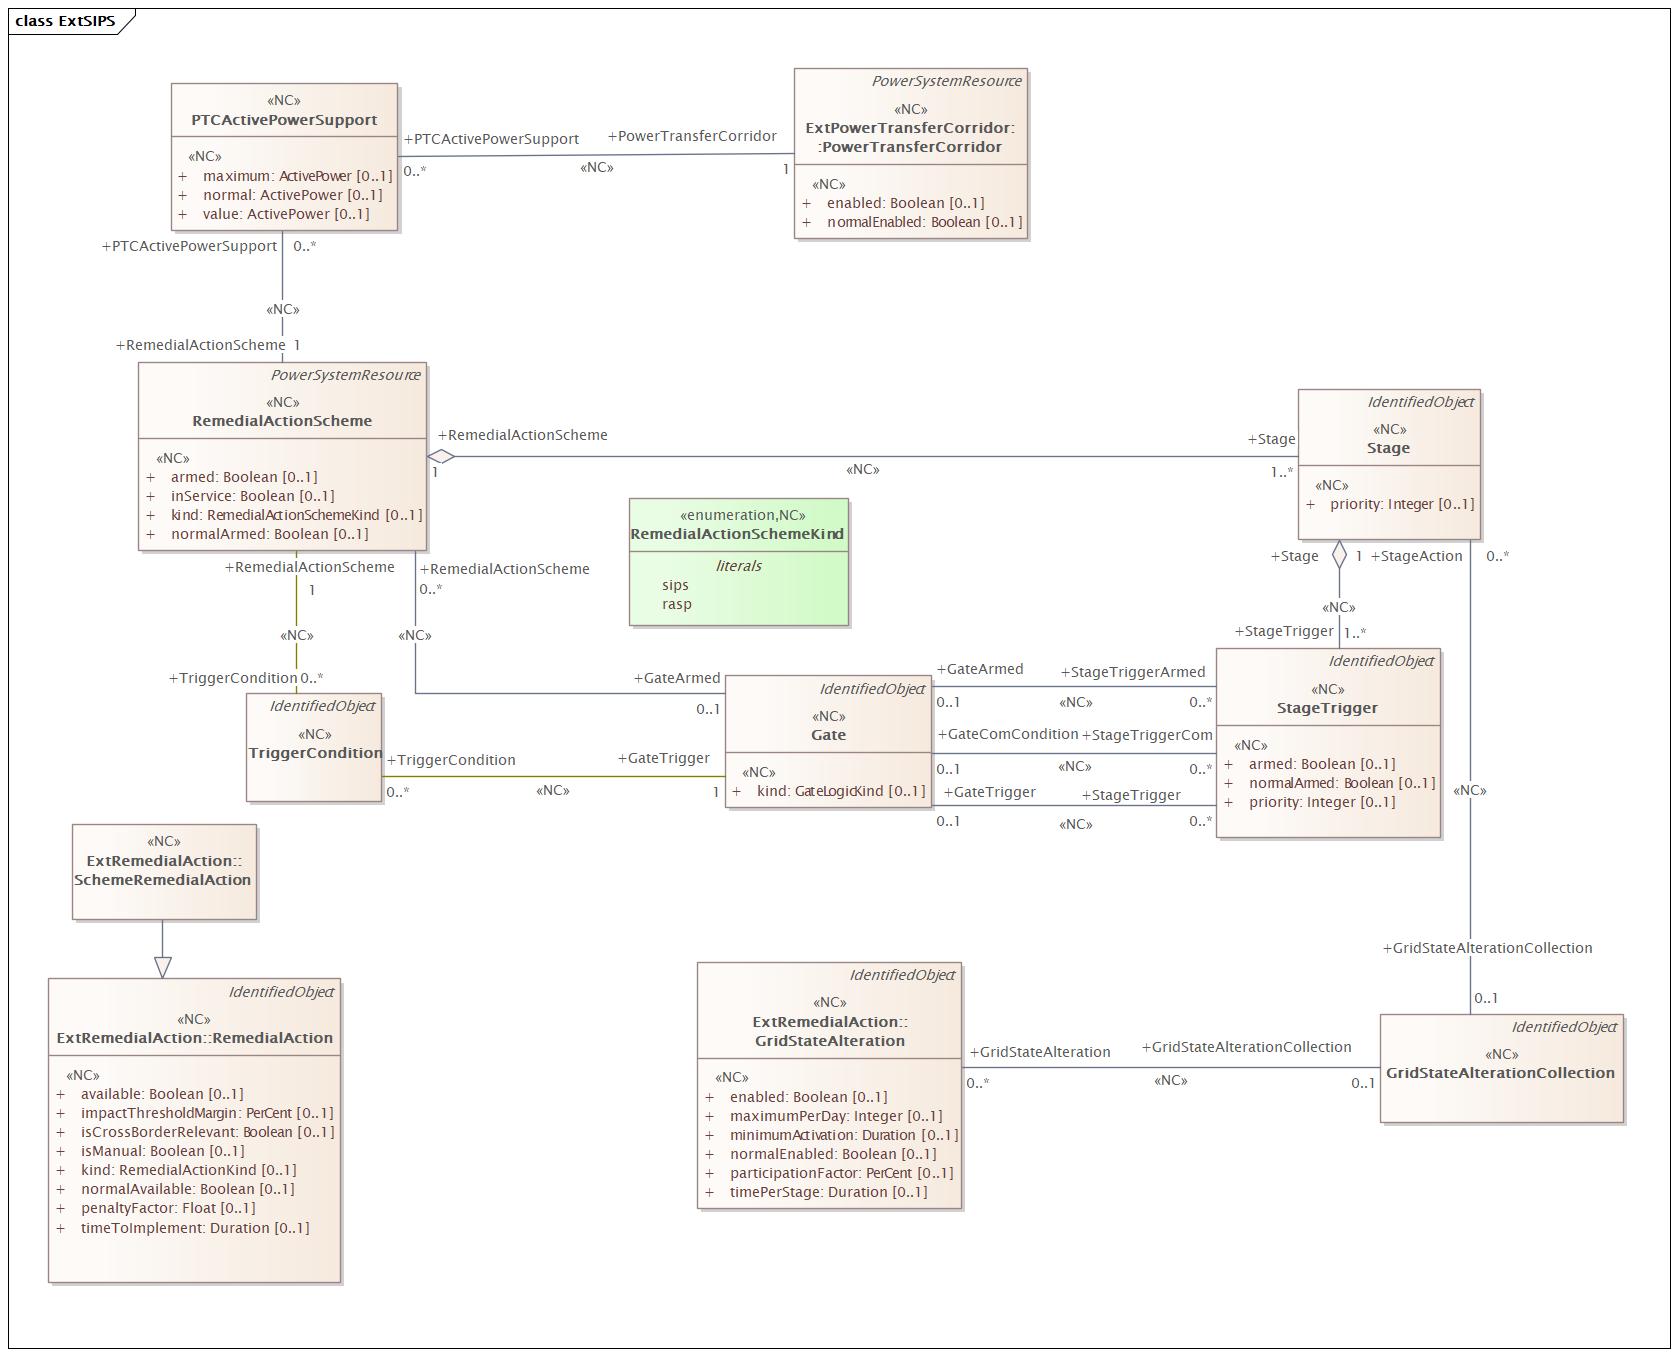 class ExtSIPS
«NC»
PTCActivePowerSupport
«NC»
+ maximum: ActivePower [0..1]
+ normal: ActivePower [0..1]
+ value: ActivePower [0..1]
+PTCActivePowerSupport
0..*
«NC»
+PowerTransferCorridor
1
PowerSystemResource
«NC»
ExtPowerTransferCorridor:
:PowerTransferCorridor
«NC»
+ enabled: Boolean [0..1]
+ normalEnabled: Boolean [0..1]
+PTCActivePowerSupport 0..*
«NC»
+RemedialActionScheme 1
PowerSystemResource
«NC»
RemedialActionScheme
«NC»
+ armed: Boolean [0..1]
+ inService: Boolean [0..1]
+ kind: RemedialActionSchemeKind [0..1]
+ normalArmed: Boolean [0..1]
+RemedialActionScheme
1
«NC»
+Stage
1..*
IdentifiedObject
«NC»
Stage
«NC»
+ priority: Integer [0..1]
«enumeration,NC»
RemedialActionSchemeKind
literals
sips
rasp
+RemedialActionScheme
1
«NC»
+TriggerCondition 0..*
+RemedialActionScheme
0..*
«NC»
+GateArmed
0..1
+Stage 1
«NC»
+StageTrigger 1..*
+StageAction 0..*
«NC»
+GridStateAlterationCollection
0..1
IdentifiedObject
«NC»
TriggerCondition
+TriggerCondition
0..*
«NC»
+GateTrigger
1
IdentifiedObject
«NC»
Gate
«NC»
+ kind: GateLogicKind [0..1]
+GateArmed +StageTriggerArmed
0..1 «NC» 0..*
+GateComCondition +StageTriggerCom
0..1 «NC» 0..*
+GateTrigger +StageTrigger
0..1 «NC» 0..*
IdentifiedObject
«NC»
StageTrigger
«NC»
+ armed: Boolean [0..1]
+ normalArmed: Boolean [0..1]
+ priority: Integer [0..1]
«NC»
ExtRemedialAction::
SchemeRemedialAction
IdentifiedObject
«NC»
ExtRemedialAction::RemedialAction
«NC»
+ available: Boolean [0..1]
+ impactThresholdMargin: PerCent [0..1]
+ isCrossBorderRelevant: Boolean [0..1]
+ isManual: Boolean [0..1]
+ kind: RemedialActionKind [0..1]
+ normalAvailable: Boolean [0..1]
+ penaltyFactor: Float [0..1]
+ timeToImplement: Duration [0..1]
IdentifiedObject
«NC»
ExtRemedialAction::
GridStateAlteration
«NC»
+ enabled: Boolean [0..1]
+ maximumPerDay: Integer [0..1]
+ minimumActivation: Duration [0..1]
+ normalEnabled: Boolean [0..1]
+ participationFactor: PerCent [0..1]
+ timePerStage: Duration [0..1]
+GridStateAlteration +GridStateAlterationCollection
0..* «NC» 0..1
IdentifiedObject
«NC»
GridStateAlterationCollection